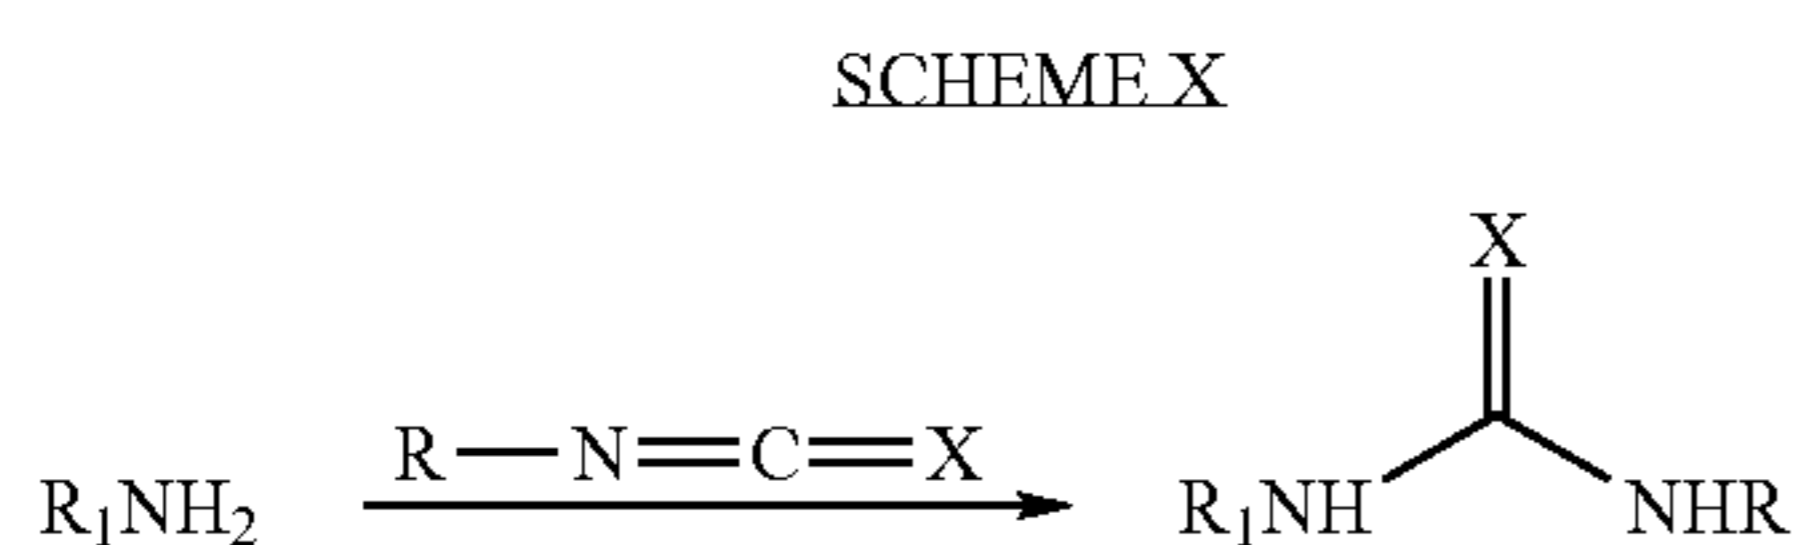 SCHEME X
X
R—N=C=X
R₁NH₂
R₁NH
NHR